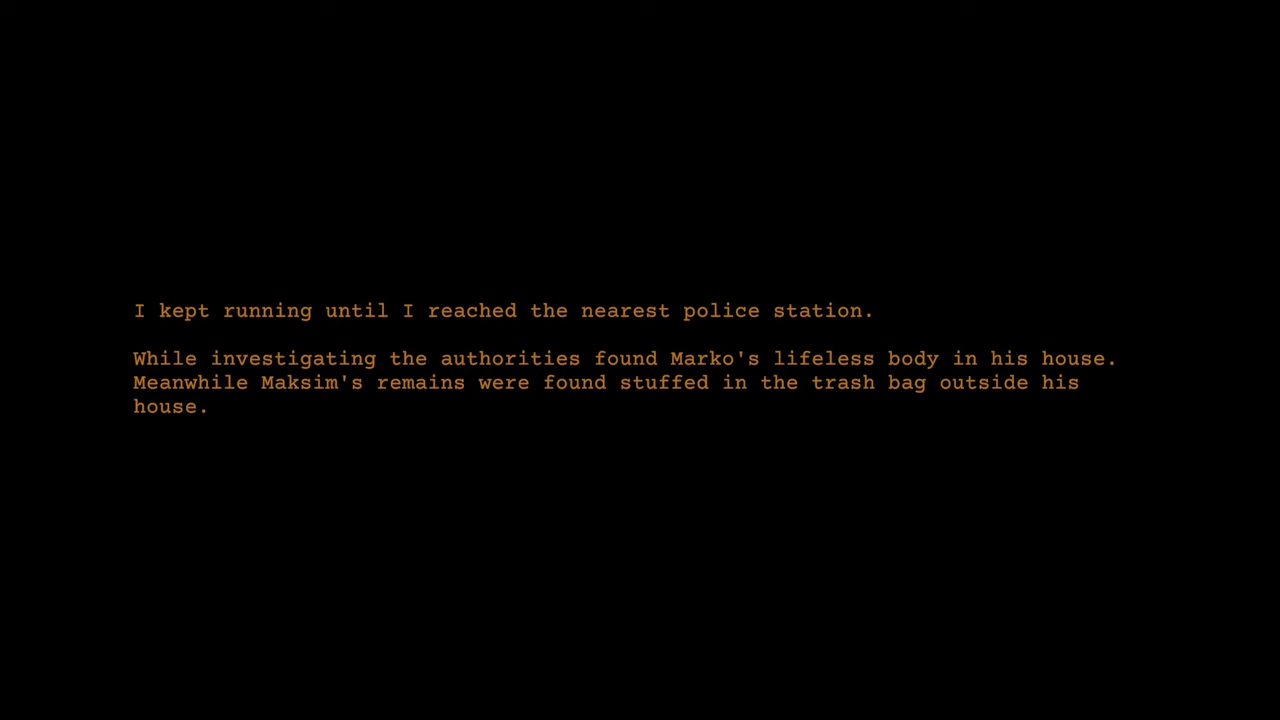 I kept running until I reached the nearest police station.
While investigating the authorities found Marko's lifeless body in his house.
Meanwhile Maksim's remains were found stuffed in the trash bag outside his
house.